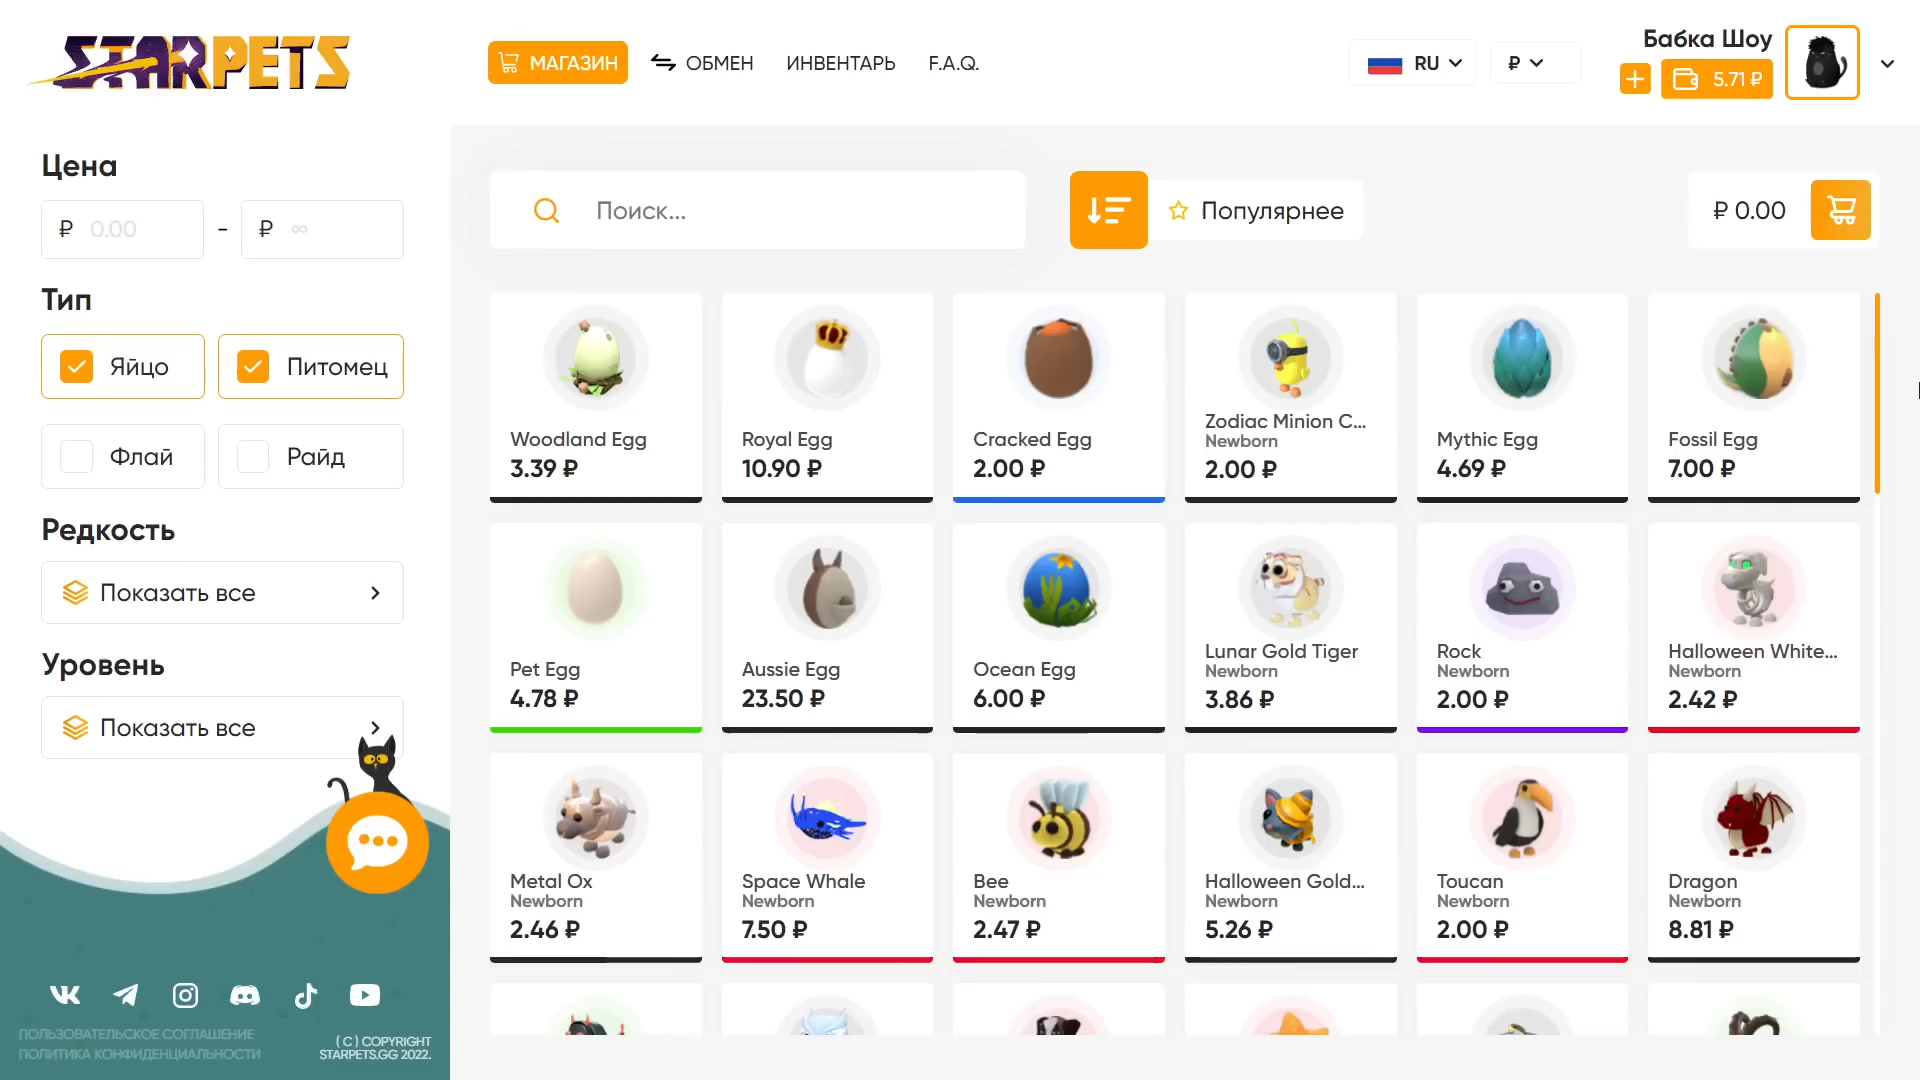 STARPETS
МАГАЗИН
ОБМЕН
ИНВЕНТАРЬ
F.A.Q.
RU
₽
Бабка Шоу
5.71 ₽
Цена
₽ 0.00 - ₽ ∞
Тип
Яйцо
Питомец
Флай
Райд
Редкость
Показать все
Уровень
Показать все
ПОЛЬЗОВАТЕЛЬСКОЕ СОГЛАШЕНИЕ
ПОЛИТИКА КОНФИДЕНЦИАЛЬНОСТИ
( C ) COPYRIGHT
STARPETS.GG 2022.
Поиск...
Популярнее
₽ 0.00
Woodland Egg
3.39 ₽
Royal Egg
10.90 ₽
Cracked Egg
2.00 ₽
Zodiac Minion C...
Newborn
2.00 ₽
Mythic Egg
4.69 ₽
Fossil Egg
7.00 ₽
Pet Egg
4.78 ₽
Aussie Egg
23.50 ₽
Ocean Egg
6.00 ₽
Lunar Gold Tiger
Newborn
3.86 ₽
Rock
Newborn
2.00 ₽
Halloween White...
Newborn
2.42 ₽
Metal Ox
Newborn
2.46 ₽
Space Whale
Newborn
7.50 ₽
Bee
Newborn
2.47 ₽
Halloween Gold...
Newborn
5.26 ₽
Toucan
Newborn
2.00 ₽
Dragon
Newborn
8.81 ₽